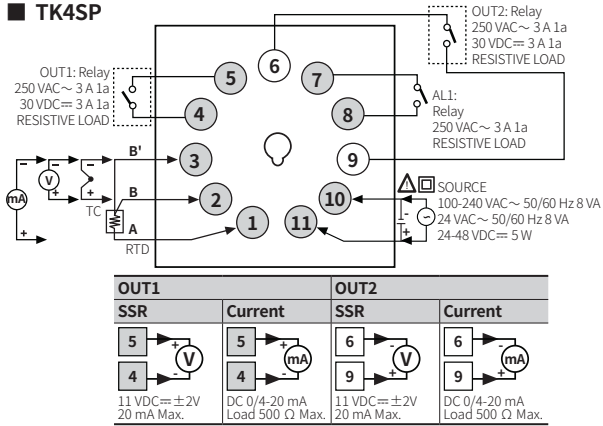 ■ TK4SP
OUT2: Relay
250 VAC～ 3 A 1a
30 VDC⎓ 3 A 1a
RESISTIVE LOAD
OUT1: Relay
250 VAC～ 3 A 1a
30 VDC⎓ 3 A 1a
RESISTIVE LOAD
5
6
7
4
8
AL1:
Relay
250 VAC～ 3 A 1a
RESISTIVE LOAD
B'
3
9
mA
V
TC
B
2
10
SOURCE
100-240 VAC～ 50/60 Hz 8 VA
24 VAC～ 50/60 Hz 8 VA
24-48 VDC⎓ 5 W
A
1
11
RTD
OUT1 OUT2
SSR Current SSR Current
5 + 5 + 6 - 6 -
V mA V mA
4 - 4 - 9 + 9 +
11 VDC⎓ ±2V DC 0/4-20 mA 11 VDC⎓ ±2V DC 0/4-20 mA
20 mA Max. Load 500 Ω Max. 20 mA Max. Load 500 Ω Max.